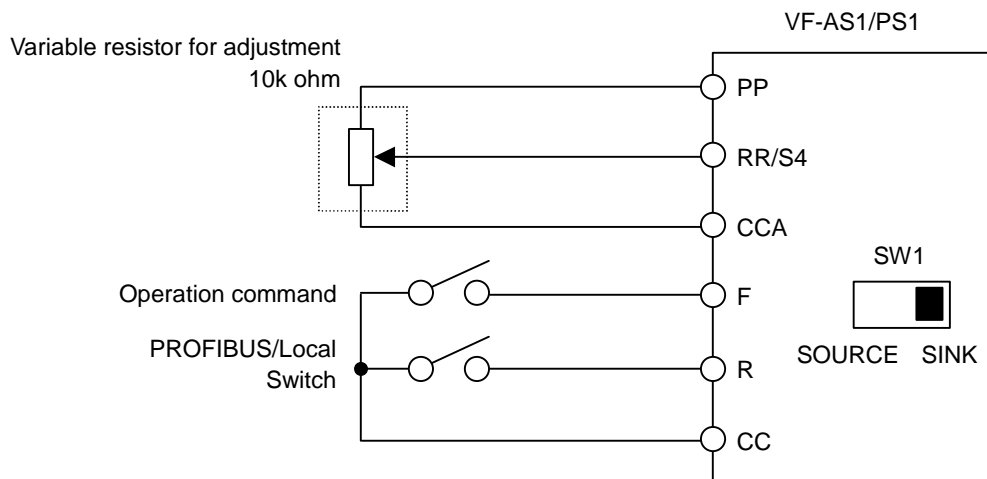 VF-AS1/PS1
Variable resistor for adjustment
10k ohm
PP
RR/S4
CCA
SW1
Operation command
F
PROFIBUS/Local
Switch
SOURCE SINK
R
CC